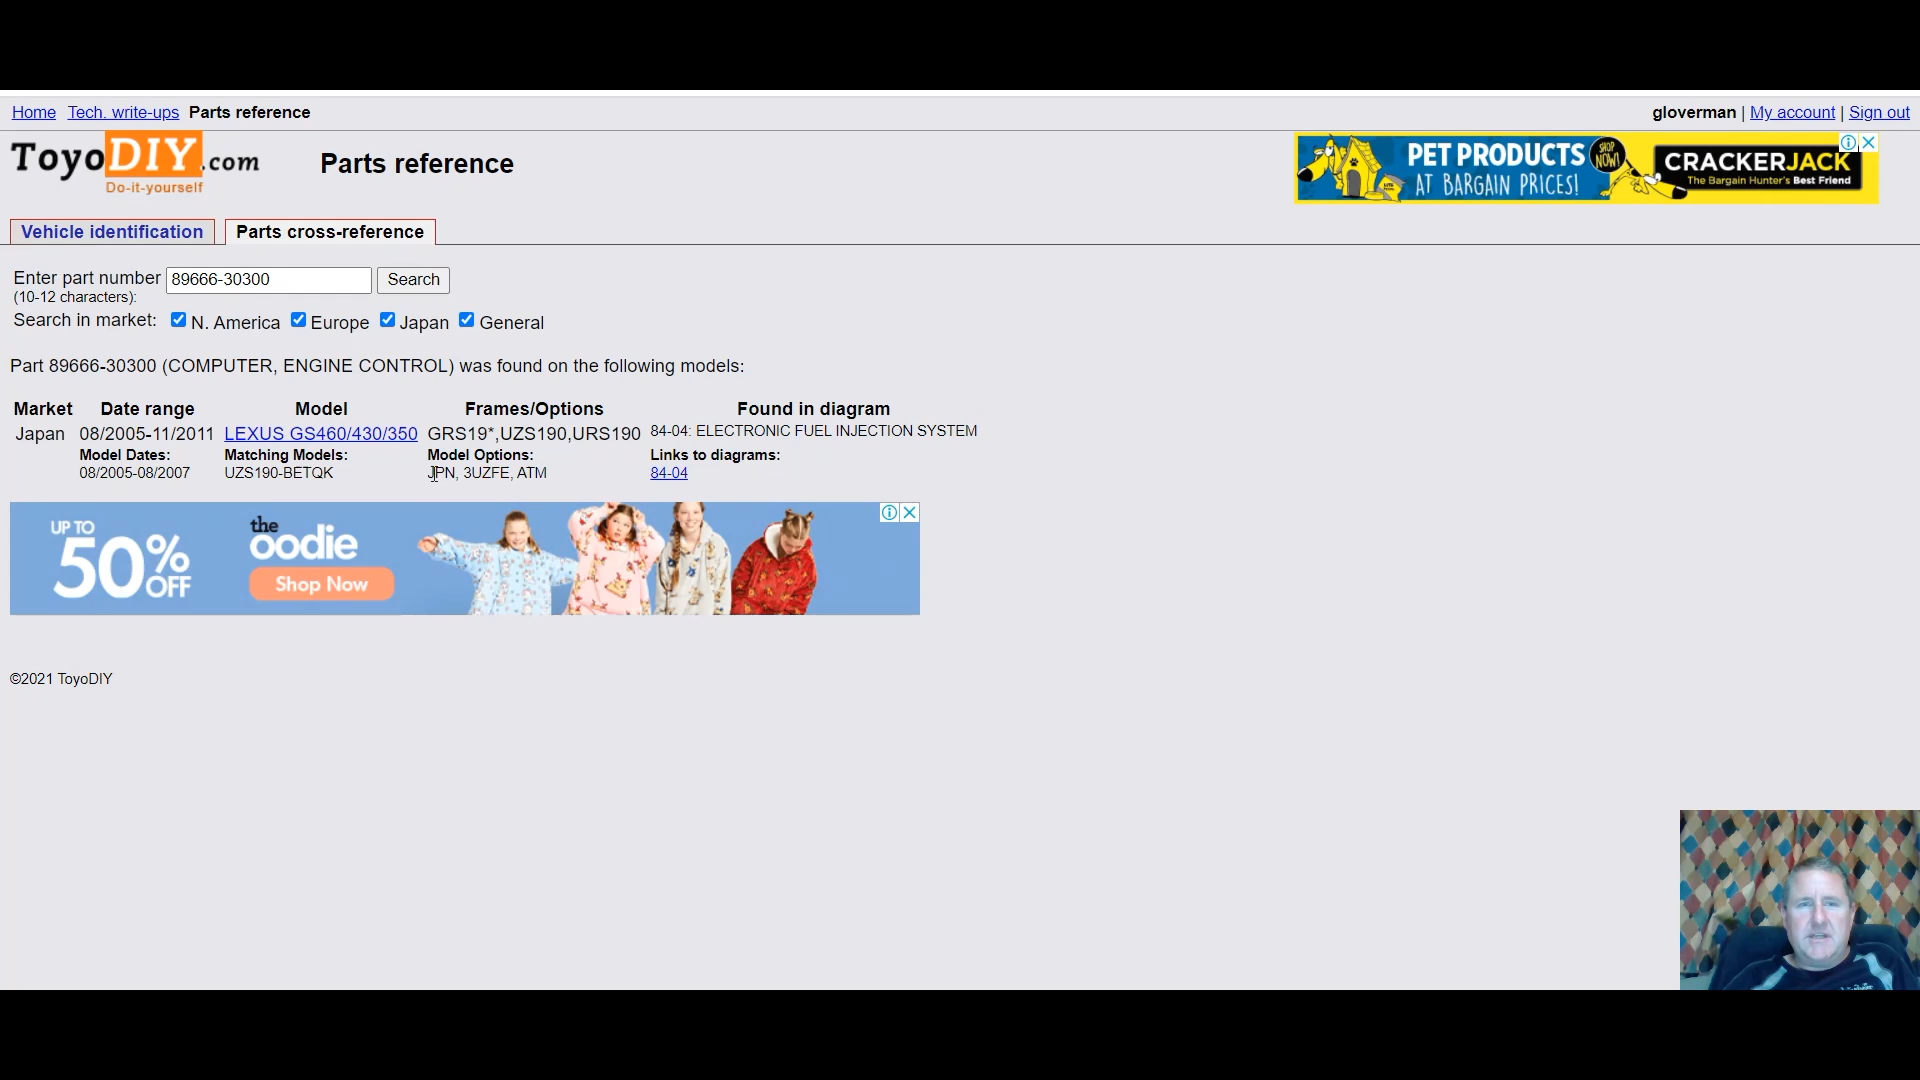 Home Tech. write-ups Parts reference gloverman | My account | Sign out
ToyoDIY.com
Do-it-yourself
Parts reference
PET PRODUCTS
AT BARGAIN PRICES!
SHOP
NOW!
CRACKERJACK
The Bargain Hunter's Best Friend
Vehicle identification Parts cross-reference
Enter part number 89666-30300 Search
(10-12 characters):
Search in market: N. America Europe Japan General
Part 89666-30300 (COMPUTER, ENGINE CONTROL) was found on the following models:
Market Date range Model Frames/Options Found in diagram
Japan 08/2005-11/2011 LEXUS GS460/430/350 GRS19*,UZS190,URS190 84-04: ELECTRONIC FUEL INJECTION SYSTEM
Model Dates: Matching Models: Model Options: Links to diagrams:
08/2005-08/2007 UZS190-BETQK JPN, 3UZFE, ATM 84-04
UP TO
50% OFF
the
oodie
Shop Now
©2021 ToyoDIY